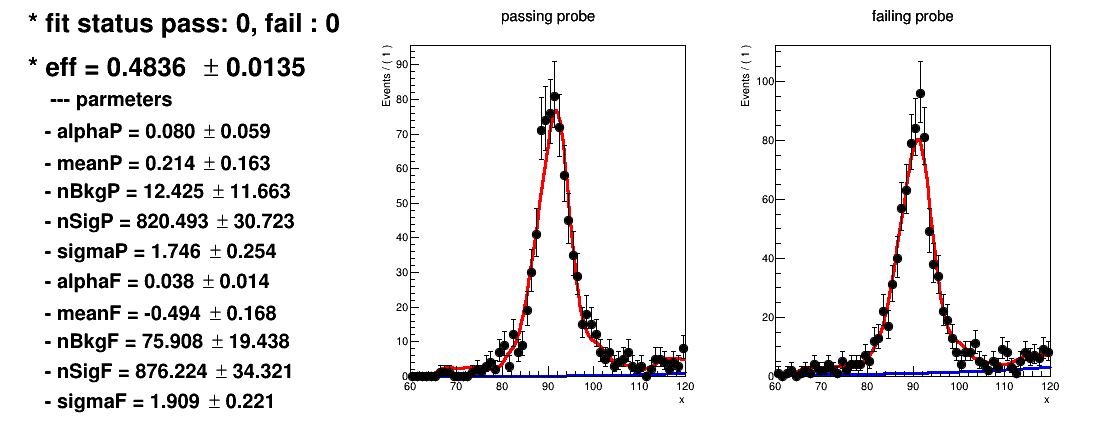 * fit status pass: 0, fail : 0
* eff = 0.4836 ± 0.0135
--- parmeters
- alphaP = 0.080 ± 0.059
- meanP = 0.214 ± 0.163
- nBkgP = 12.425 ± 11.663
- nSigP = 820.493 ± 30.723
- sigmaP = 1.746 ± 0.254
- alphaF = 0.038 ± 0.014
- meanF = -0.494 ± 0.168
- nBkgF = 75.908 ± 19.438
- nSigF = 876.224 ± 34.321
- sigmaF = 1.909 ± 0.221
passing probe
Events / ( 1 )
90
80
70
60
50
40
30
20
10
0
60 70 80 90 100 110 120
x
failing probe
Events / ( 1 )
100
80
60
40
20
0
60 70 80 90 100 110 120
x